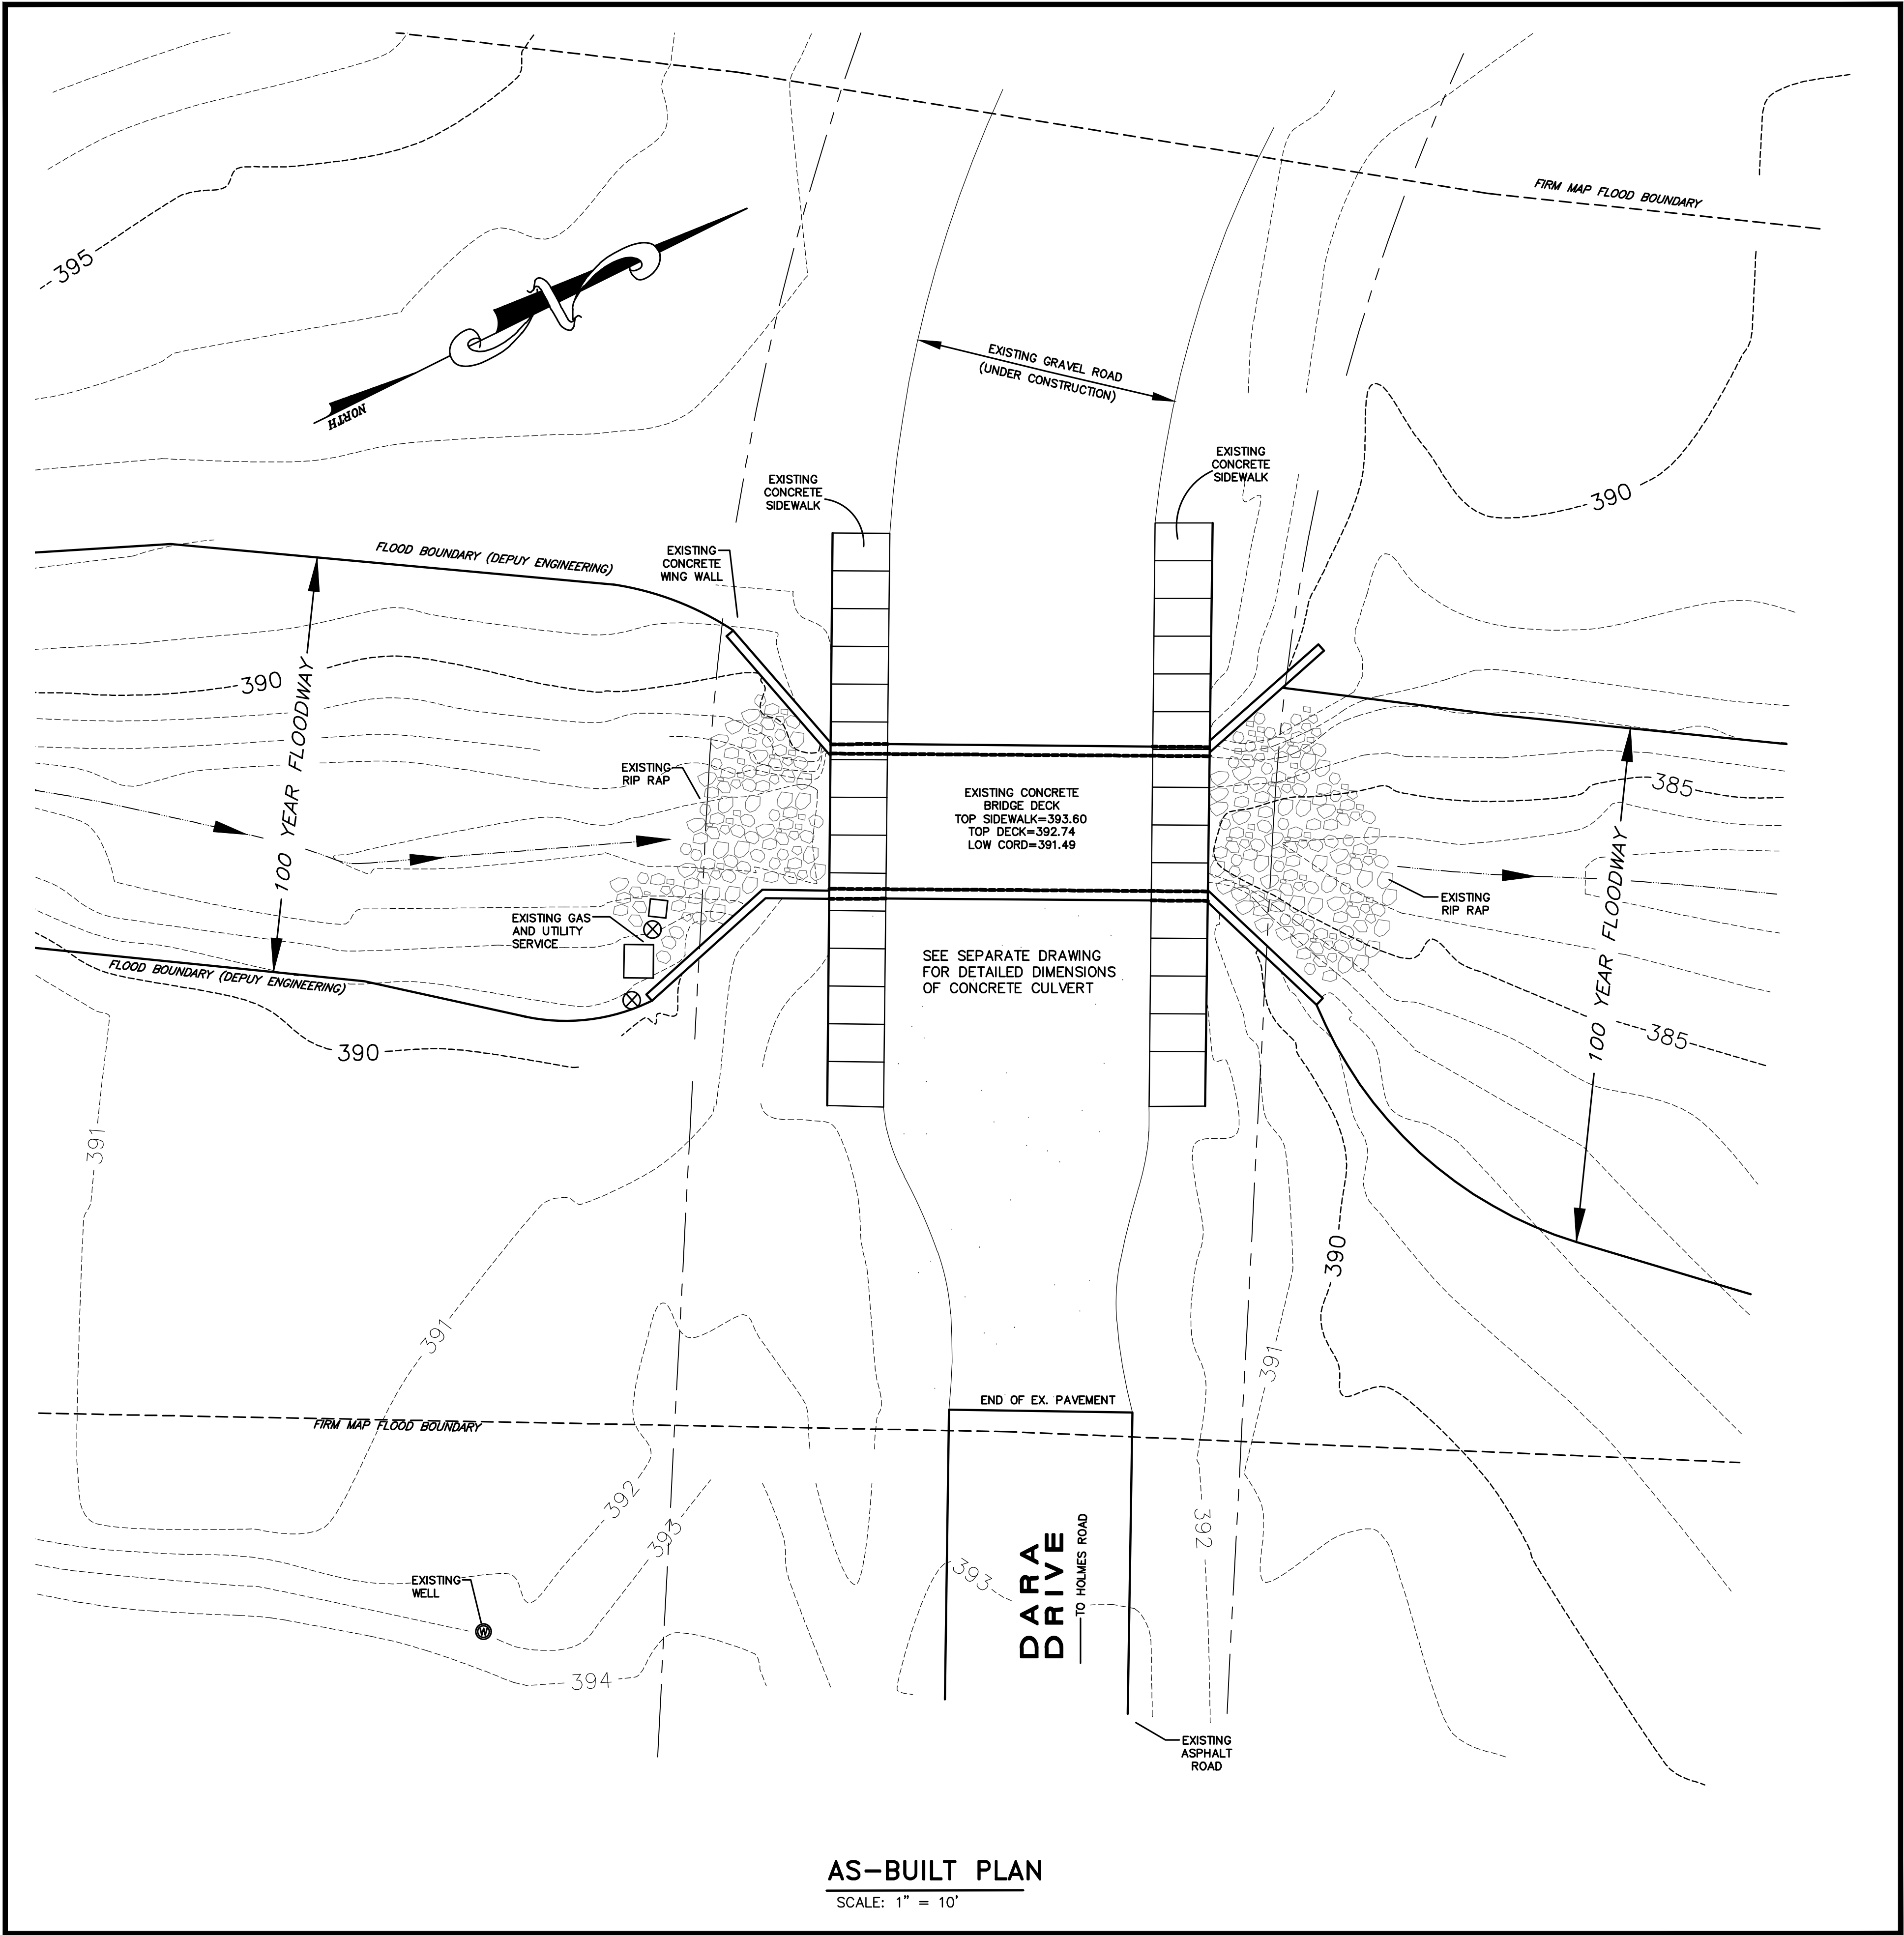 FIRM MAP FLOOD BOUNDARY
395
N
NORTH
EXISTING GRAVEL ROAD
(UNDER CONSTRUCTION)
EXISTING
CONCRETE
SIDEWALK
EXISTING
CONCRETE
SIDEWALK
390
FLOOD BOUNDARY (DEPUY ENGINEERING)
EXISTING
CONCRETE
WING WALL
390
100 YEAR FLOODWAY
EXISTING
RIP RAP
EXISTING CONCRETE
BRIDGE DECK
TOP SIDEWALK=393.60
TOP DECK=392.74
LOW CORD=391.49
385
100 YEAR FLOODWAY
EXISTING
RIP RAP
EXISTING GAS
AND UTILITY
SERVICE
SEE SEPARATE DRAWING
FOR DETAILED DIMENSIONS
OF CONCRETE CULVERT
FLOOD BOUNDARY (DEPUY ENGINEERING)
390
385
391
390
391
391
END OF EX. PAVEMENT
FIRM MAP FLOOD BOUNDARY
392
393
392
393
DARA
DRIVE
TO HOLMES ROAD
EXISTING
WELL
W
394
EXISTING
ASPHALT
ROAD
AS-BUILT PLAN
SCALE: 1" = 10'